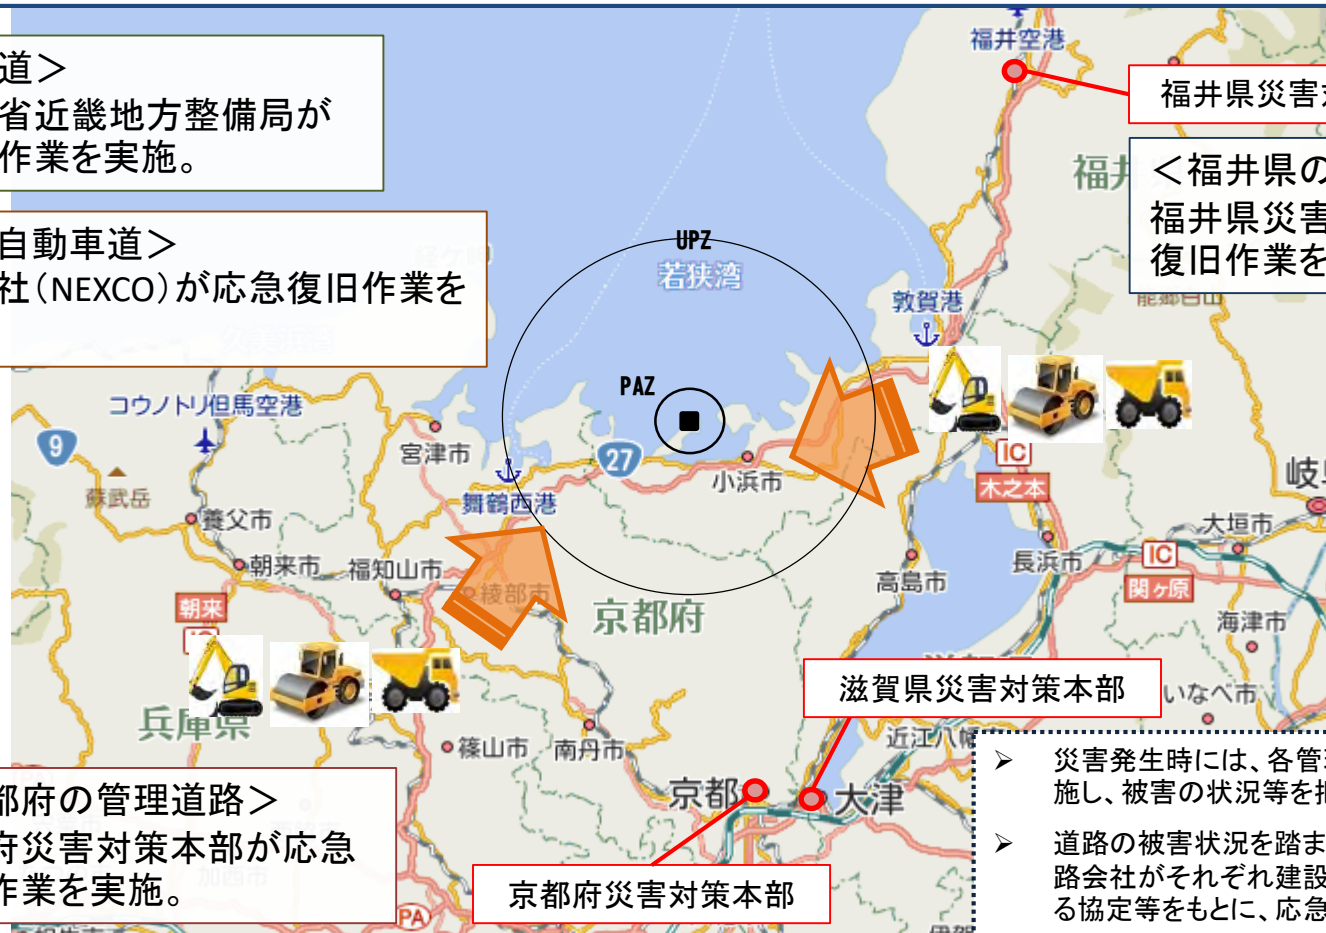 道＞
省近畿地方整備局が
作業を実施。
自動車道＞
社（NEXCO）が応急復旧作業を
福井空港
福井県災害
福井
＜福井県の
福井県災害
復旧作業を
能郷白山
UPZ
若狭湾
敦賀港
PAZ
コウノトリ但馬空港
9
宮津市
27
小浜市
IC
木之本
蘇武岳
舞鶴西港
養父市
大垣市
朝来市
福知山市
綾部市
高島市
長浜市
IC
関ヶ原
朝来
京都府
海津市
滋賀県災害対策本部
いなべ市
兵庫県
篠山市
南丹市
近江八幡
京都
大津
都府の管理道路＞
府災害対策本部が応急
作業を実施。
京都府災害対策本部
PA
➢ 災害発生時には、各管
施し、被害の状況等を
➢ 道路の被害状況を踏ま
路会社がそれぞれ建設
る協定等をもとに、応急